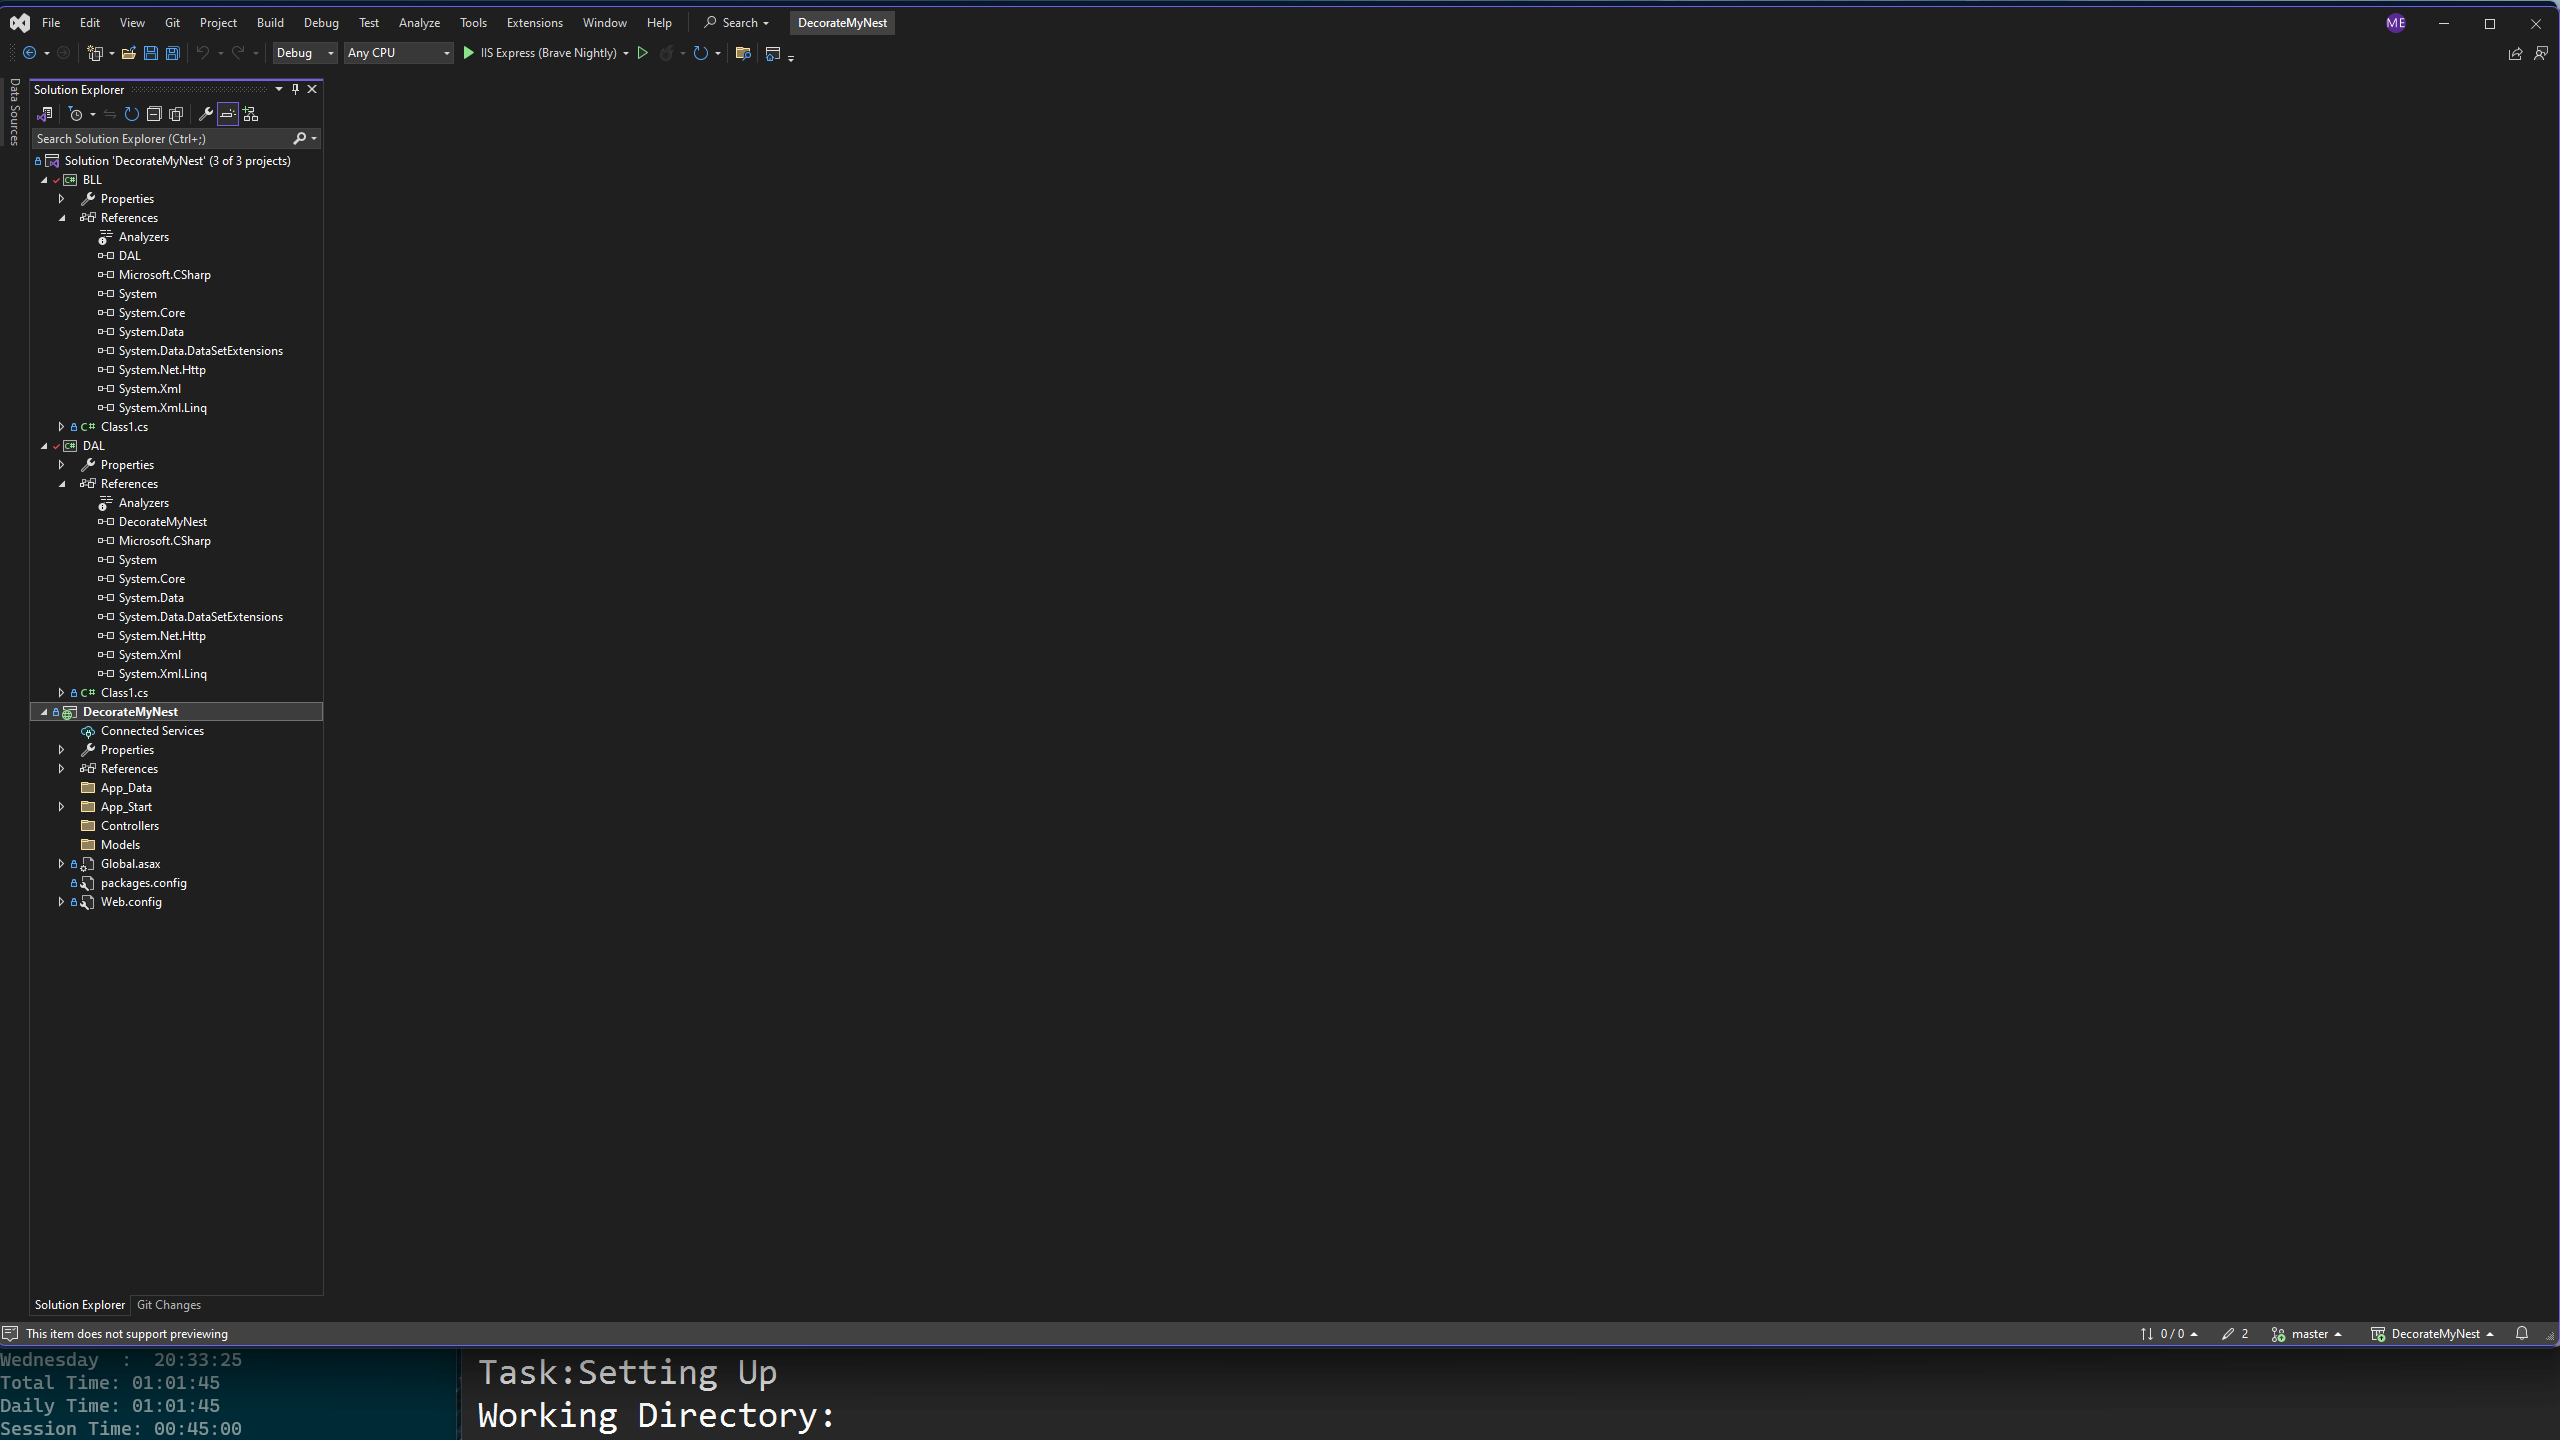 File Edit View Git Project Build Debug Test Analyze Tools Extensions Window Help Search DecorateMyNest ME
Debug Any CPU IIS Express (Brave Nightly)
Data Sources
Solution Explorer
Search Solution Explorer (Ctrl+;)
Solution 'DecorateMyNest' (3 of 3 projects)
C# BLL
Properties
References
Analyzers
DAL
Microsoft.CSharp
System
System.Core
System.Data
System.Data.DataSetExtensions
System.Net.Http
System.Xml
System.Xml.Linq
C# Class1.cs
C# DAL
Properties
References
Analyzers
DecorateMyNest
Microsoft.CSharp
System
System.Core
System.Data
System.Data.DataSetExtensions
System.Net.Http
System.Xml
System.Xml.Linq
C# Class1.cs
DecorateMyNest
Connected Services
Properties
References
App_Data
App_Start
Controllers
Models
Global.asax
packages.config
Web.config
Solution Explorer Git Changes
This item does not support previewing 0 / 0 2 master DecorateMyNest
Wednesday : 20:33:25
Total Time: 01:01:45
Daily Time: 01:01:45
Session Time: 00:45:00
Task:Setting Up
Working Directory: